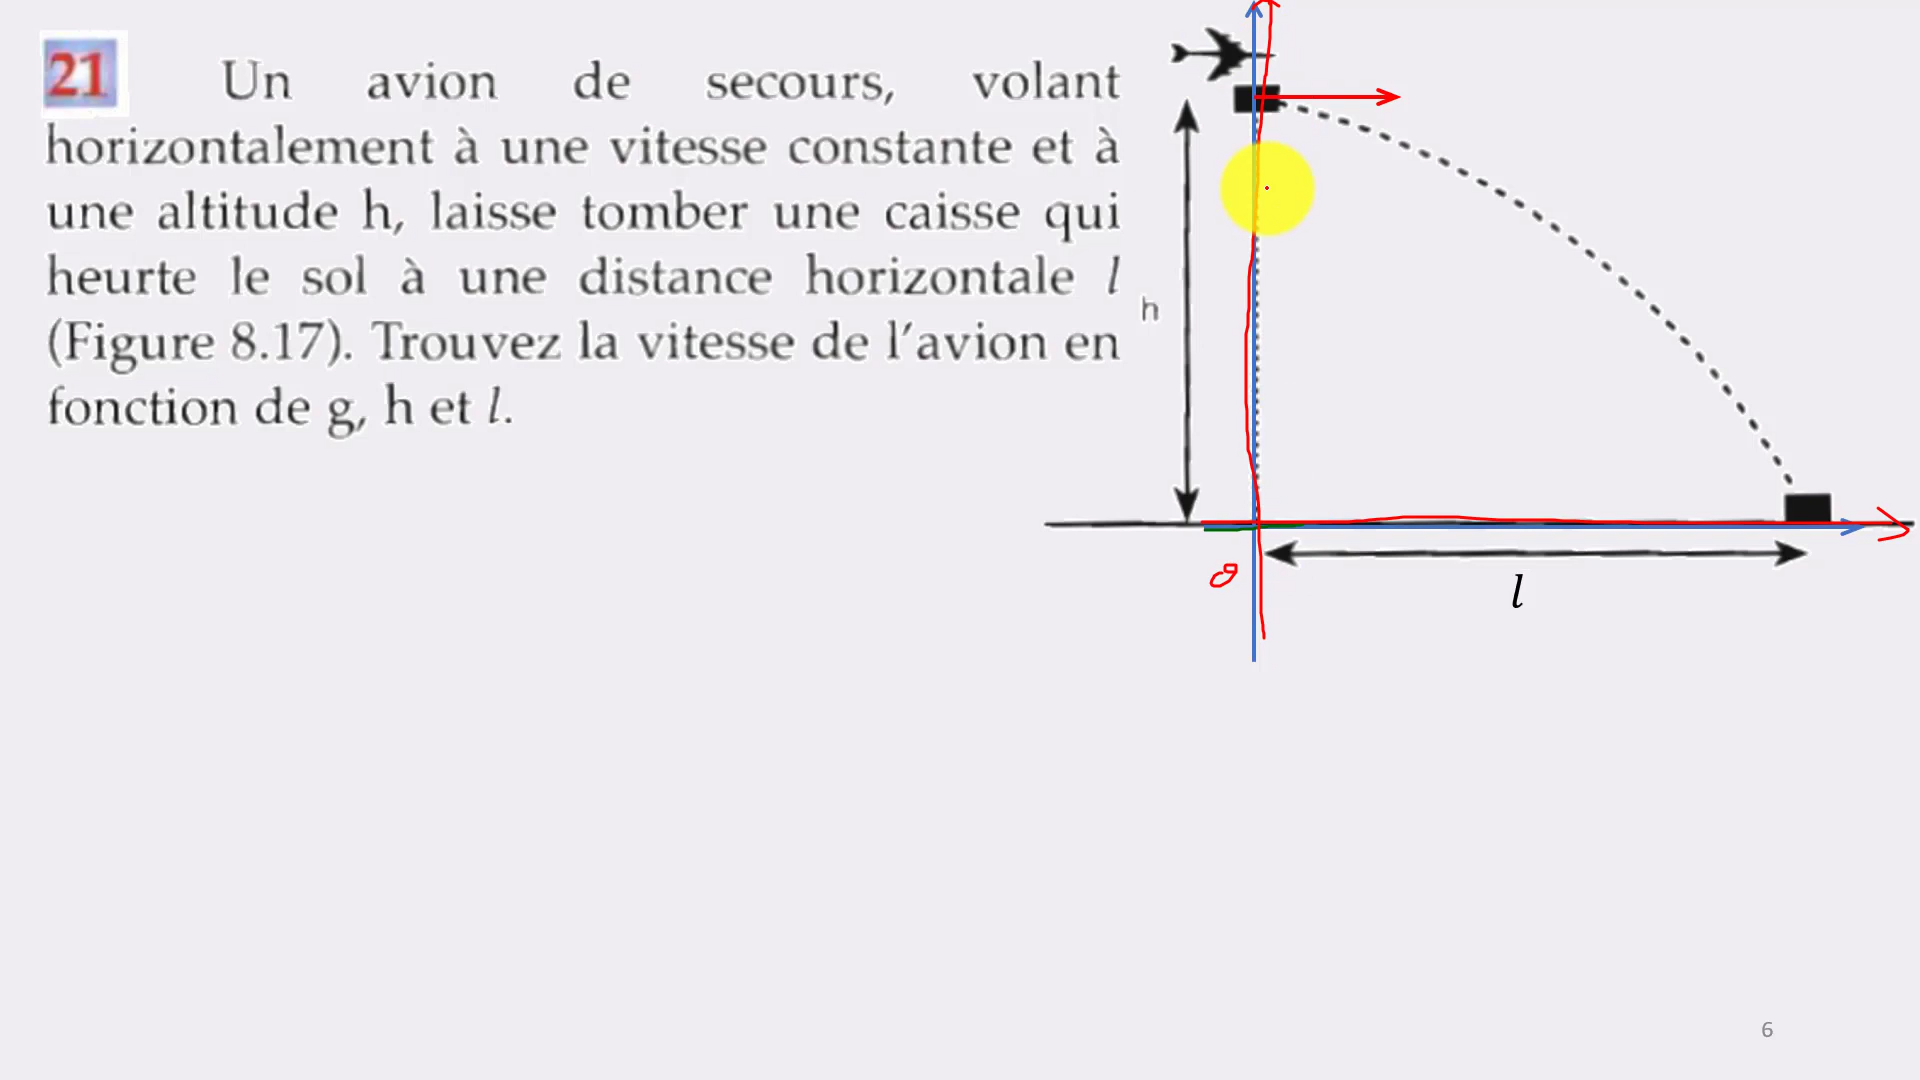 21 Un avion de secours, volant
horizontalement à une vitesse constante et à
une altitude h, laisse tomber une caisse qui
heurte le sol à une distance horizontale l
(Figure 8.17). Trouvez la vitesse de l'avion en
fonction de g, h et l.
h
o
l
6